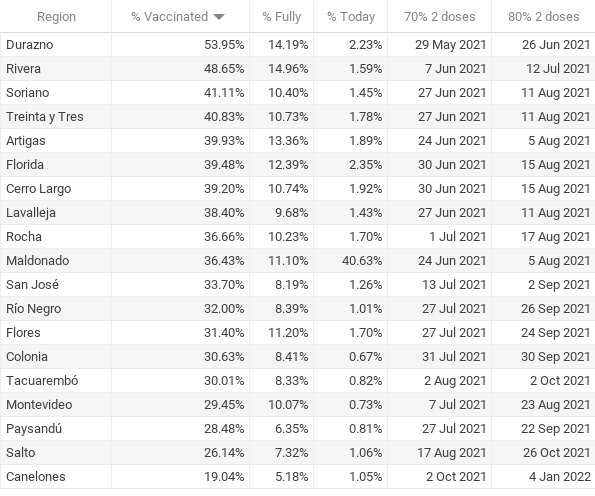 Region % Vaccinated % Fully % Today 70% 2 doses 80% 2 doses
Durazno 53.95% 14.19% 2.23% 29 May 2021 26 Jun 2021
Rivera 48.65% 14.96% 1.59% 7 Jun 2021 12 Jul 2021
Soriano 41.11% 10.40% 1.45% 27 Jun 2021 11 Aug 2021
Treinta y Tres 40.83% 10.73% 1.78% 27 Jun 2021 11 Aug 2021
Artigas 39.93% 13.36% 1.89% 24 Jun 2021 5 Aug 2021
Florida 39.48% 12.39% 2.35% 30 Jun 2021 15 Aug 2021
Cerro Largo 39.20% 10.74% 1.92% 30 Jun 2021 15 Aug 2021
Lavalleja 38.40% 9.68% 1.43% 27 Jun 2021 11 Aug 2021
Rocha 36.66% 10.23% 1.70% 1 Jul 2021 17 Aug 2021
Maldonado 36.43% 11.10% 40.63% 24 Jun 2021 5 Aug 2021
San José 33.70% 8.19% 1.26% 13 Jul 2021 2 Sep 2021
Río Negro 32.00% 8.39% 1.01% 27 Jul 2021 26 Sep 2021
Flores 31.40% 11.20% 1.70% 27 Jul 2021 24 Sep 2021
Colonia 30.63% 8.41% 0.67% 31 Jul 2021 30 Sep 2021
Tacuarembó 30.01% 8.33% 0.82% 2 Aug 2021 2 Oct 2021
Montevideo 29.45% 10.07% 0.73% 7 Jul 2021 23 Aug 2021
Paysandú 28.48% 6.35% 0.81% 27 Jul 2021 22 Sep 2021
Salto 26.14% 7.32% 1.06% 17 Aug 2021 26 Oct 2021
Canelones 19.04% 5.18% 1.05% 2 Oct 2021 4 Jan 2022